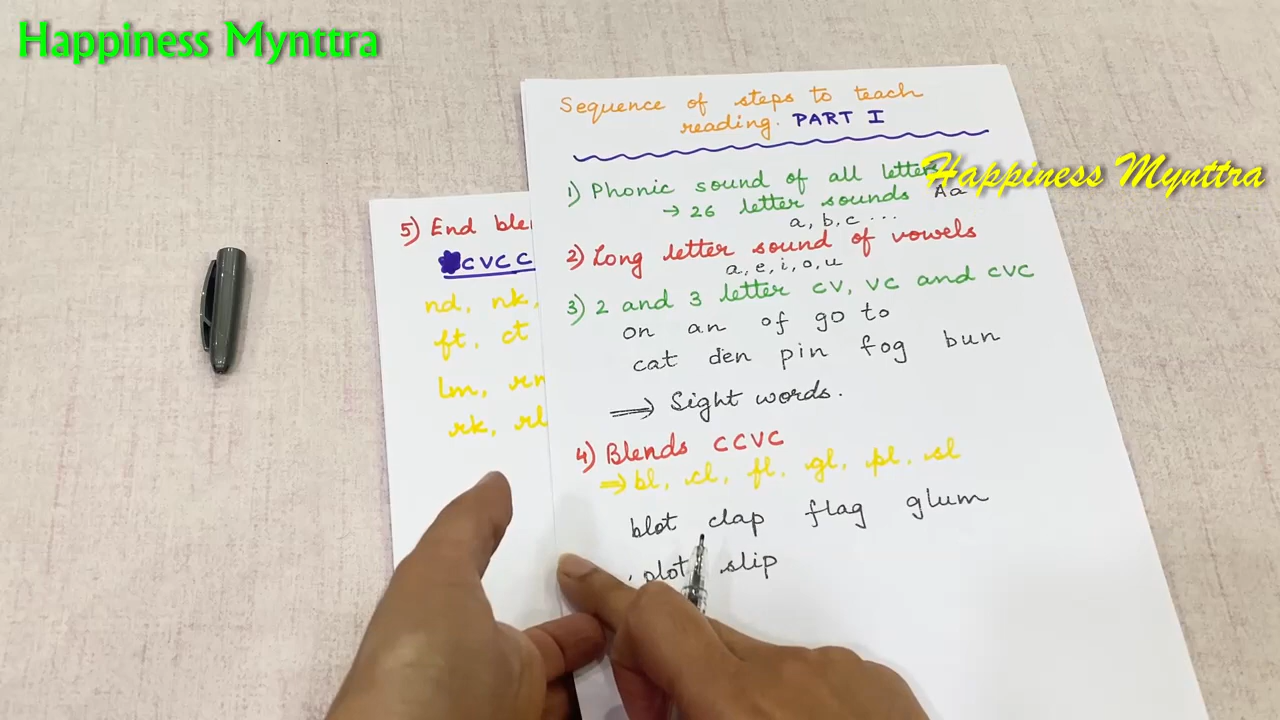 Happiness Mynttra
Sequence of steps to teach
reading. PART I
Happiness Mynttra
1) Phonic sound of all letters
→ 26 letter sounds Aa
a, b, c ...
2) Long letter sound of vowels
a, e, i, o, u
3) 2 and 3 letter CV, VC and CVC
on an of go to
cat den pin fog bun
⇒ Sight words.
4) Blends CCVC
⇒ bl, cl, fl, gl, pl, sl
blot clap flag glum
plot slip
5) End
CVCC
nd, nk,
ft, ct
lm,
rk,